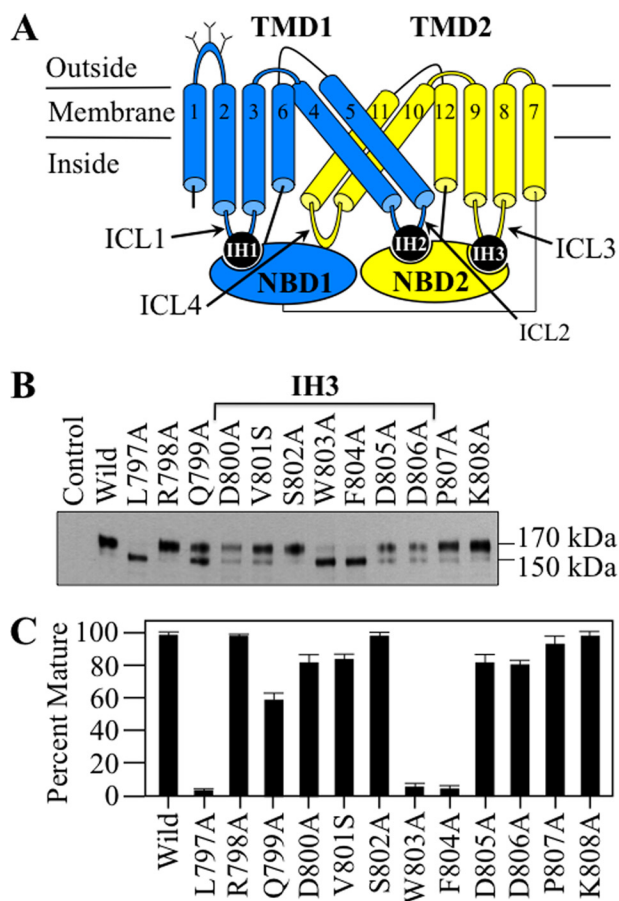 A
TMD1 TMD2
Outside
Membrane
Inside
1 2 3 6 4 5 11 10 12 9 8 7
ICL1
IH1 IH2 IH3
ICL3
NBD1 NBD2
ICL4
ICL2
B
IH3
Control Wild L797A R798A Q799A D800A V801S S802A W803A F804A D805A D806A P807A K808A
170 kDa
150 kDa
C
Percent Mature
100
80
60
40
20
0
Wild L797A R798A Q799A D800A V801S S802A W803A F804A D805A D806A P807A K808A